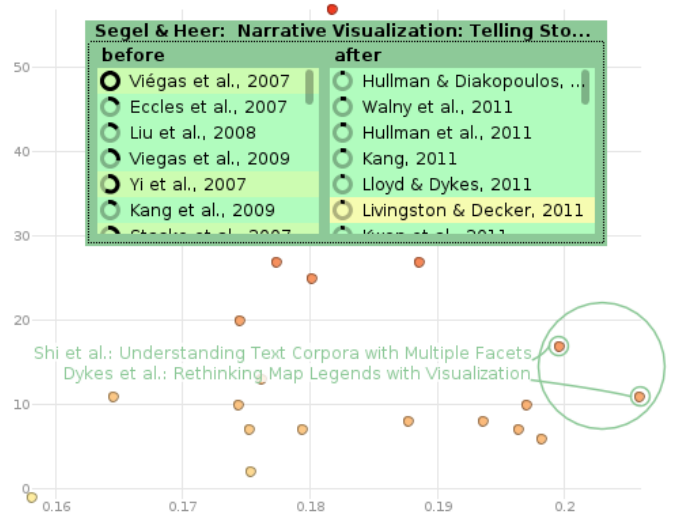 Segel & Heer: Narrative Visualization: Telling Sto...
before
after
Viégas et al., 2007
Hullman & Diakopoulos, ...
Eccles et al., 2007
Walny et al., 2011
Liu et al., 2008
Hullman et al., 2011
Viegas et al., 2009
Kang, 2011
Yi et al., 2007
Lloyd & Dykes, 2011
Kang et al., 2009
Livingston & Decker, 2011
50
40
30
20
10
0
Shi et al.: Understanding Text Corpora with Multiple Facets
Dykes et al.: Rethinking Map Legends with Visualization
0.16
0.17
0.18
0.19
0.2